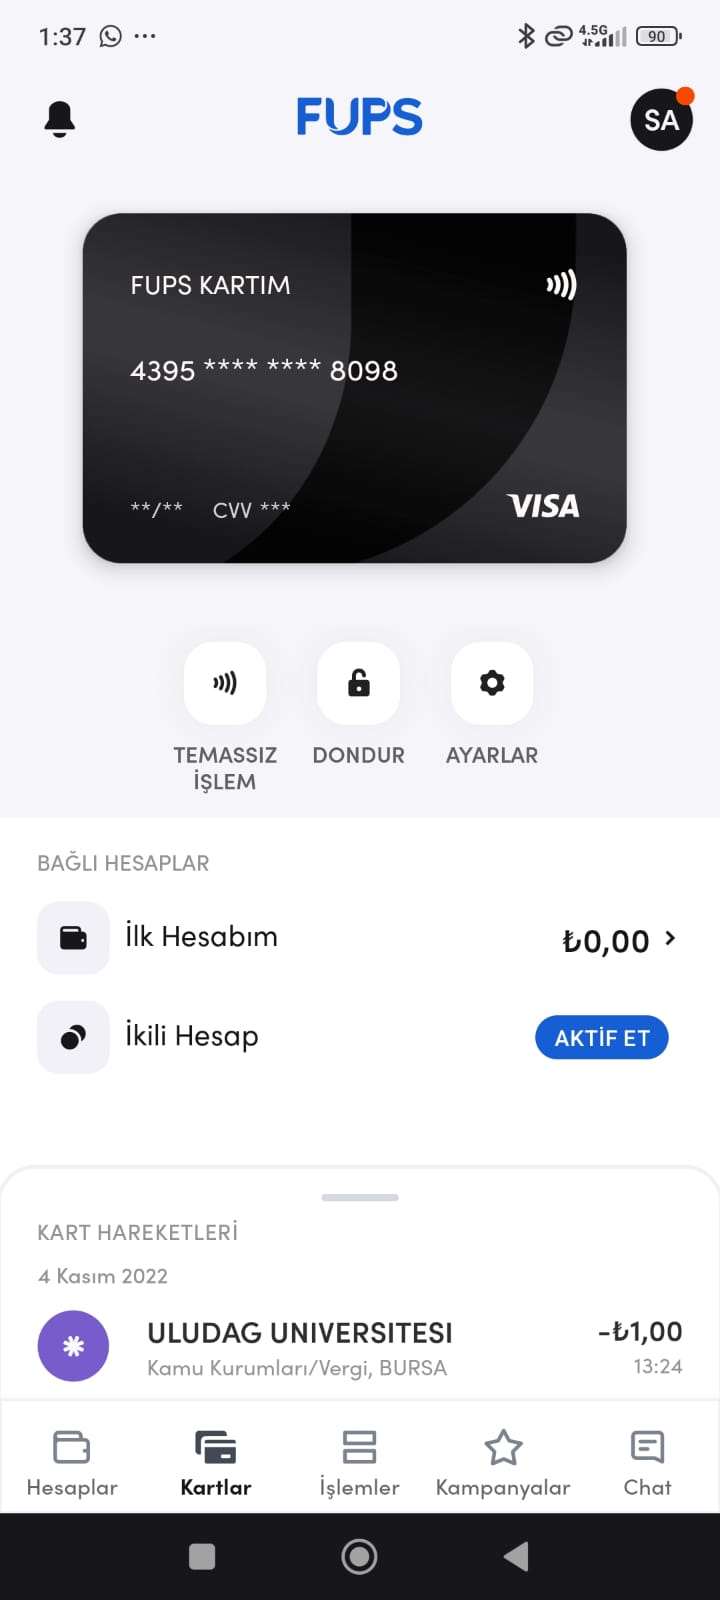 1:37 ...
4.5G 90
FUPS
SA
FUPS KARTIM
4395 **** **** 8098
**/** CVV ***
VISA
TEMASSIZ İŞLEM
DONDUR
AYARLAR
BAĞLI HESAPLAR
İlk Hesabım ₺0,00
İkili Hesap AKTİF ET
KART HAREKETLERİ
4 Kasım 2022
ULUDAG UNIVERSITESI -₺1,00
Kamu Kurumları/Vergi, BURSA 13:24
Hesaplar Kartlar İşlemler Kampanyalar Chat